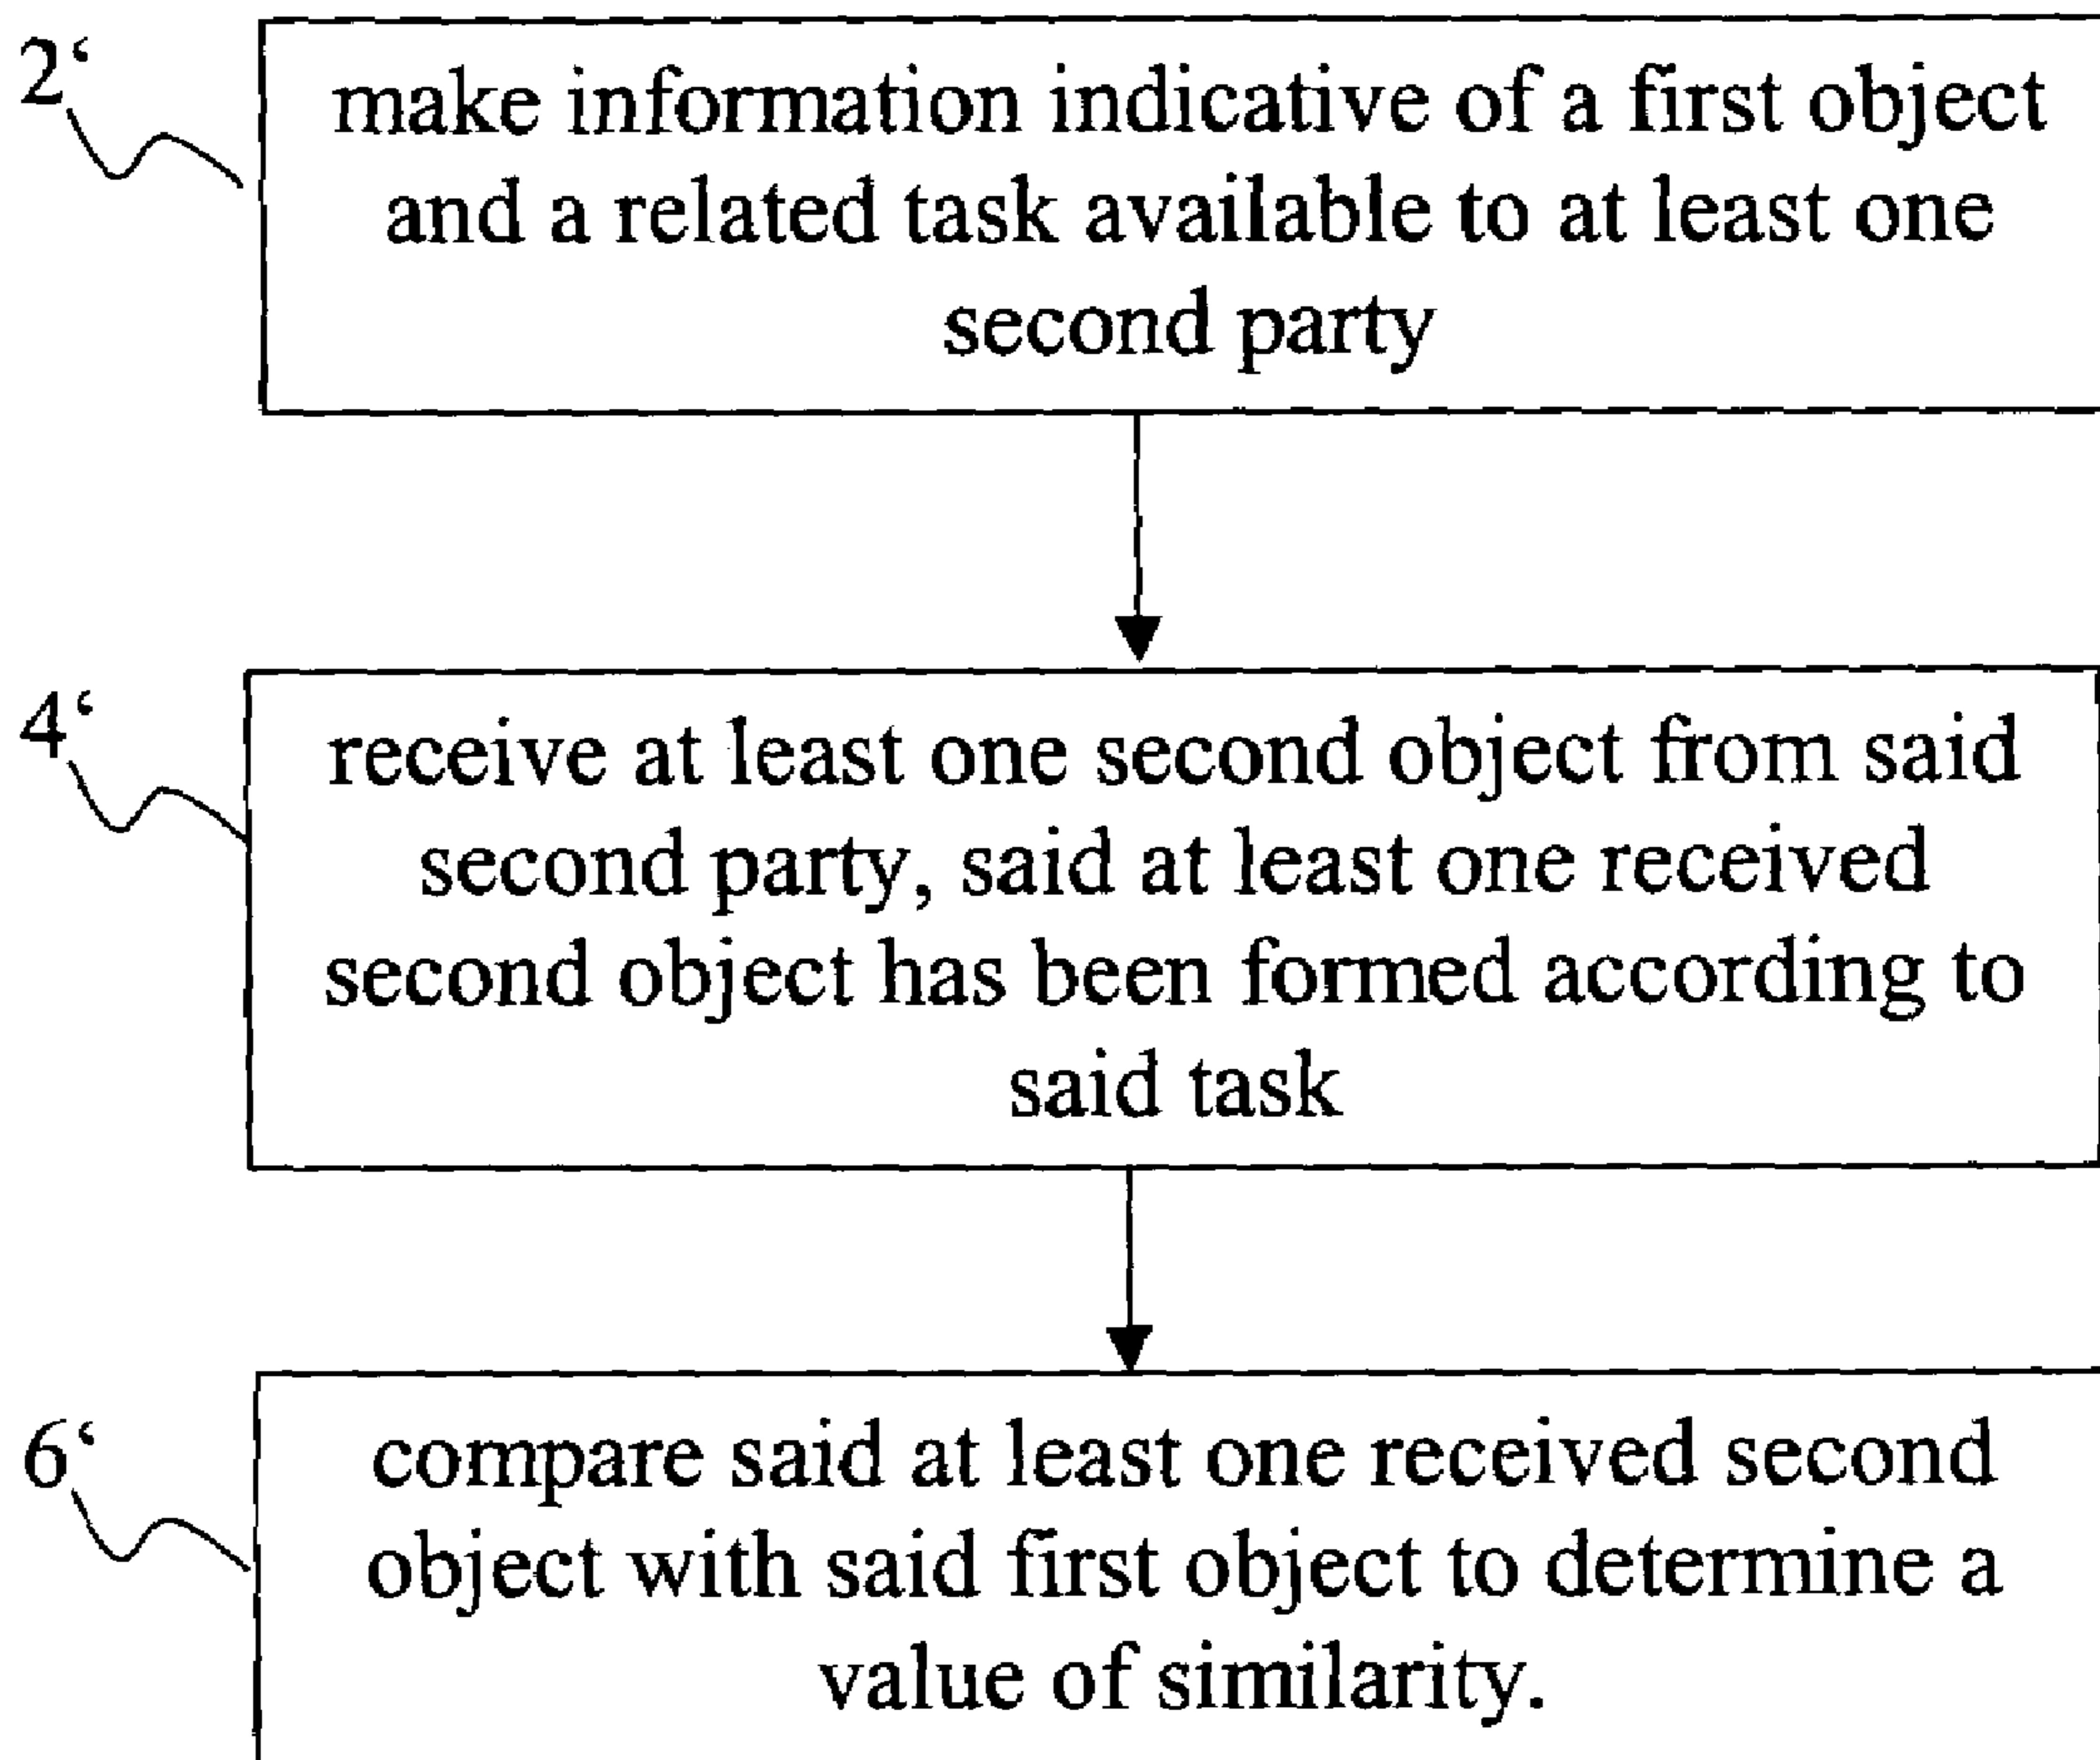 2‘
make information indicative of a first object
and a related task available to at least one
second party
4‘
receive at least one second object from said
second party, said at least one received
second object has been formed according to
said task
6‘
compare said at least one received second
object with said first object to determine a
value of similarity.